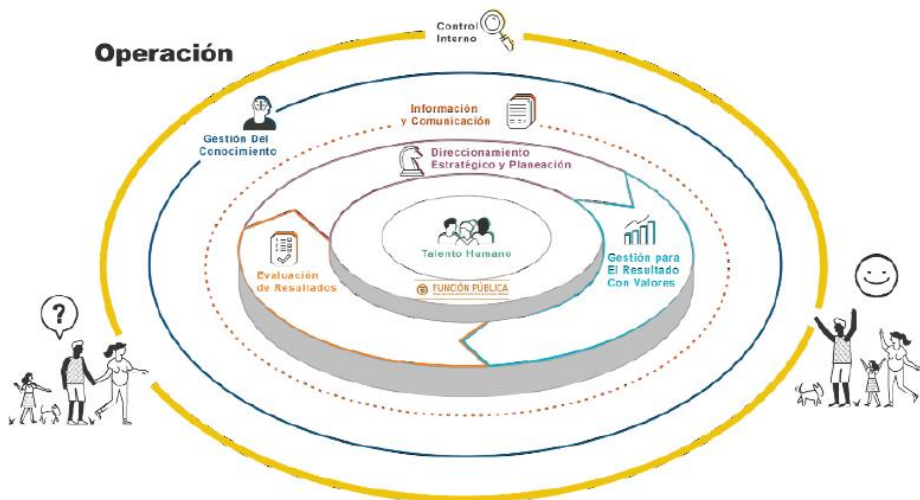 Control
Interno
Operación
Información
y Comunicación
Gestión Del
Conocimiento
Direccionamiento
Estratégico y Planeación
Talento Humano
Gestión para
El Resultado
Con Valores
Evaluación
de Resultados
FUNCIÓN PÚBLICA
?